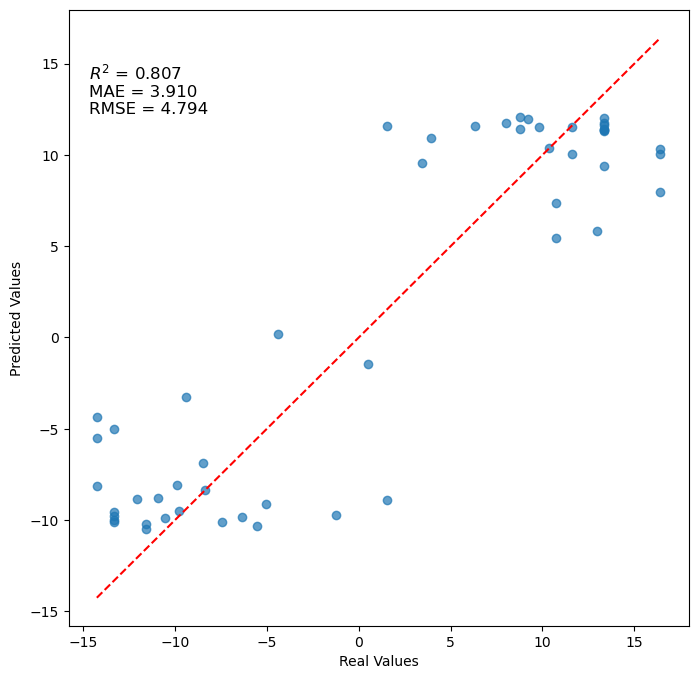 R² = 0.807
MAE = 3.910
RMSE = 4.794
Predicted Values
15
10
5
0
−5
−10
−15
−15 −10 −5 0 5 10 15
Real Values